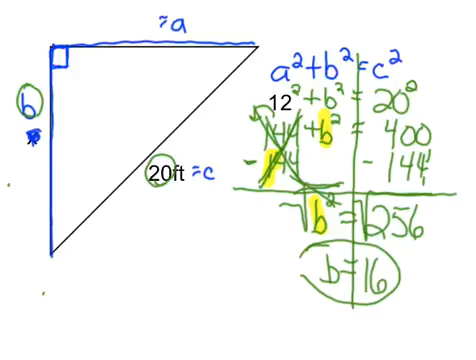 =a
a² + b² = c²
b
12² + b² = 20²
144 + b² = 400
20ft = c
- 144 - 144
√b² = √256
b = 16